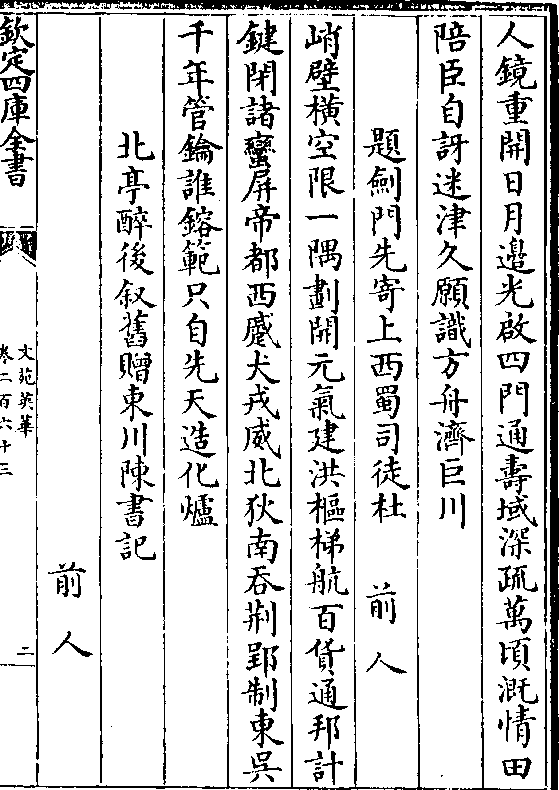 人鏡重開日月邉光啟四門通壽域深疏萬頃溉情田
陪臣自訝迷津久願識方舟濟巨川
題劍門先寄上西蜀司徒杜 前人
峭壁横空限一隅劃開元氣建洪樞梯航百貨通邦計
鍵閉諸蠻屏帝都西蹙犬戎威北狄南吞荆郢制東吳
千年管鑰誰鎔範只自先天造化爐
北亭醉後叙舊贈東川陳書記
前人
欽定四庫全書
文苑英華
卷二百六十三
二